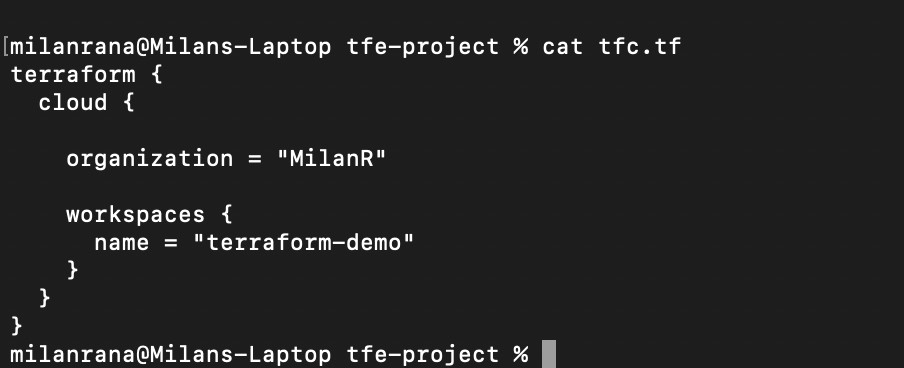 [milanrana@Milans-Laptop tfe-project % cat tfc.tf
terraform {
  cloud {

    organization = "MilanR"

    workspaces {
      name = "terraform-demo"
    }
  }
}
milanrana@Milans-Laptop tfe-project %